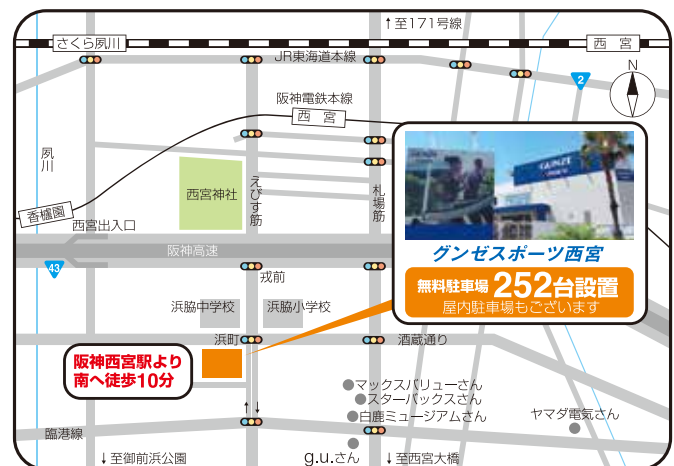 ↑至171号線
さくら夙川
西宮
JR東海道本線
N
2
阪神電鉄本線
西宮
夙川
西宮神社
えびす筋
札場筋
香櫨園
西宮出入口
阪神高速
43
戎前
グンゼスポーツ西宮
無料駐車場252台設置
屋内駐車場もございます
浜脇中学校
浜脇小学校
浜町
酒蔵通り
阪神西宮駅より
南へ徒歩10分
マックスバリューさん
スターバックスさん
白鹿ミュージアムさん
ヤマダ電気さん
↑ ↓
臨港線
↓至御前浜公園
g.u.さん
↓至西宮大橋